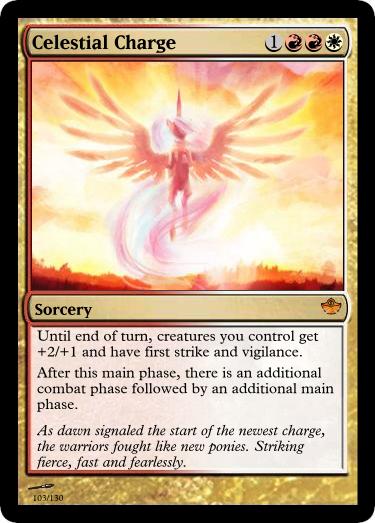 Celestial Charge 1
Sorcery
Until end of turn, creatures you control get
+2/+1 and have first strike and vigilance.
After this main phase, there is an additional
combat phase followed by an additional main
phase.
As dawn signaled the start of the newest charge,
the warriors fought like new ponies. Striking
fierce, fast and fearlessly.
103/130